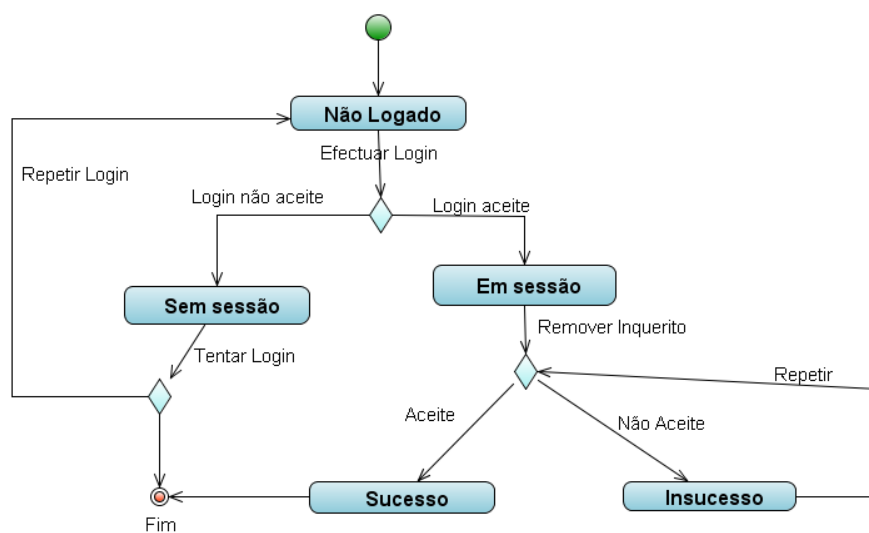 Não Logado
Efectuar Login
Repetir Login
Login não aceite
Login aceite
Sem sessão
Em sessão
Remover Inquerito
Tentar Login
Repetir
Aceite
Não Aceite
Sucesso
Insucesso
Fim